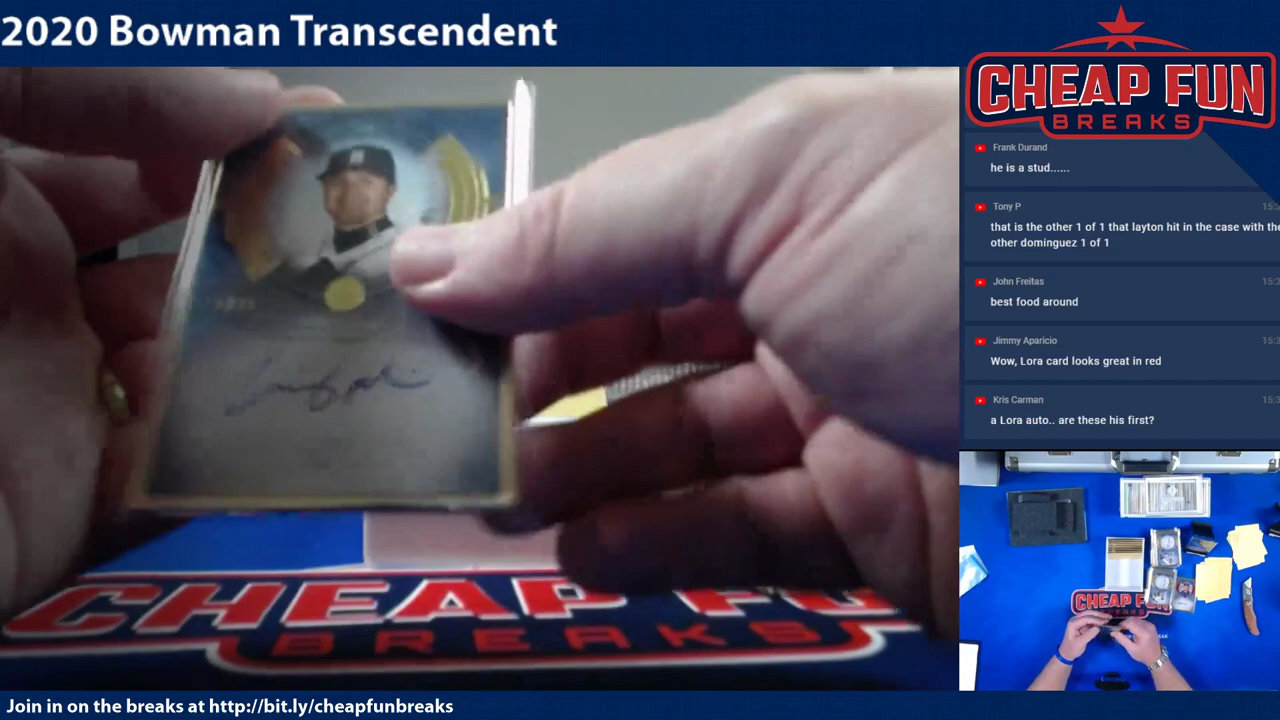 2020 Bowman Transcendent
CHEAP FUN
BREAKS
Frank Durand
he is a stud......
Tony P
that is the other 1 of 1 that layton hit in the case with the
other dominguez 1 of 1
John Freitas
best food around
Jimmy Aparicio
Wow, Lora card looks great in red
Kris Carman
a Lora auto.. are these his first?
CHEAP FU
BREAKS
CHEAP FUN
Join in on the breaks at http://bit.ly/cheapfunbreaks